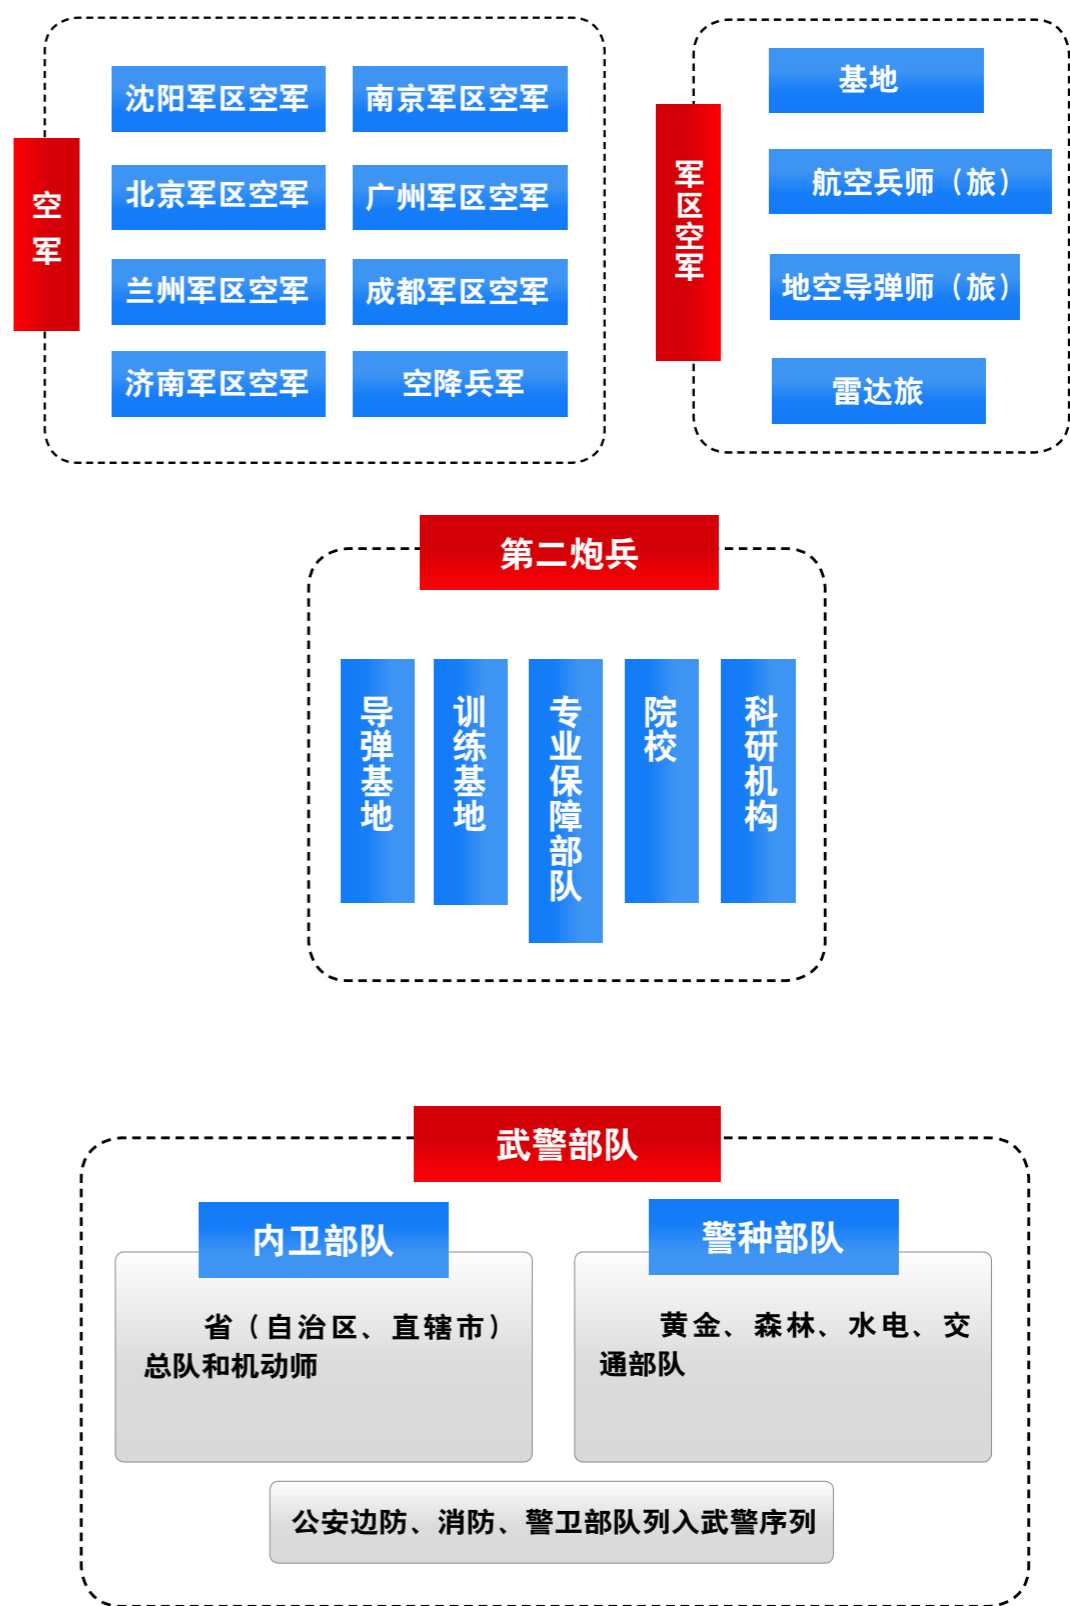 空军
沈阳军区空军
南京军区空军
北京军区空军
广州军区空军
兰州军区空军
成都军区空军
济南军区空军
空降兵军
军区空军
基地
航空兵师（旅）
地空导弹师（旅）
雷达旅
第二炮兵
导弹基地
训练基地
专业保障部队
院校
科研机构
武警部队
内卫部队
省（自治区、直辖市）
总队和机动师
警种部队
黄金、森林、水电、交
通部队
公安边防、消防、警卫部队列入武警序列